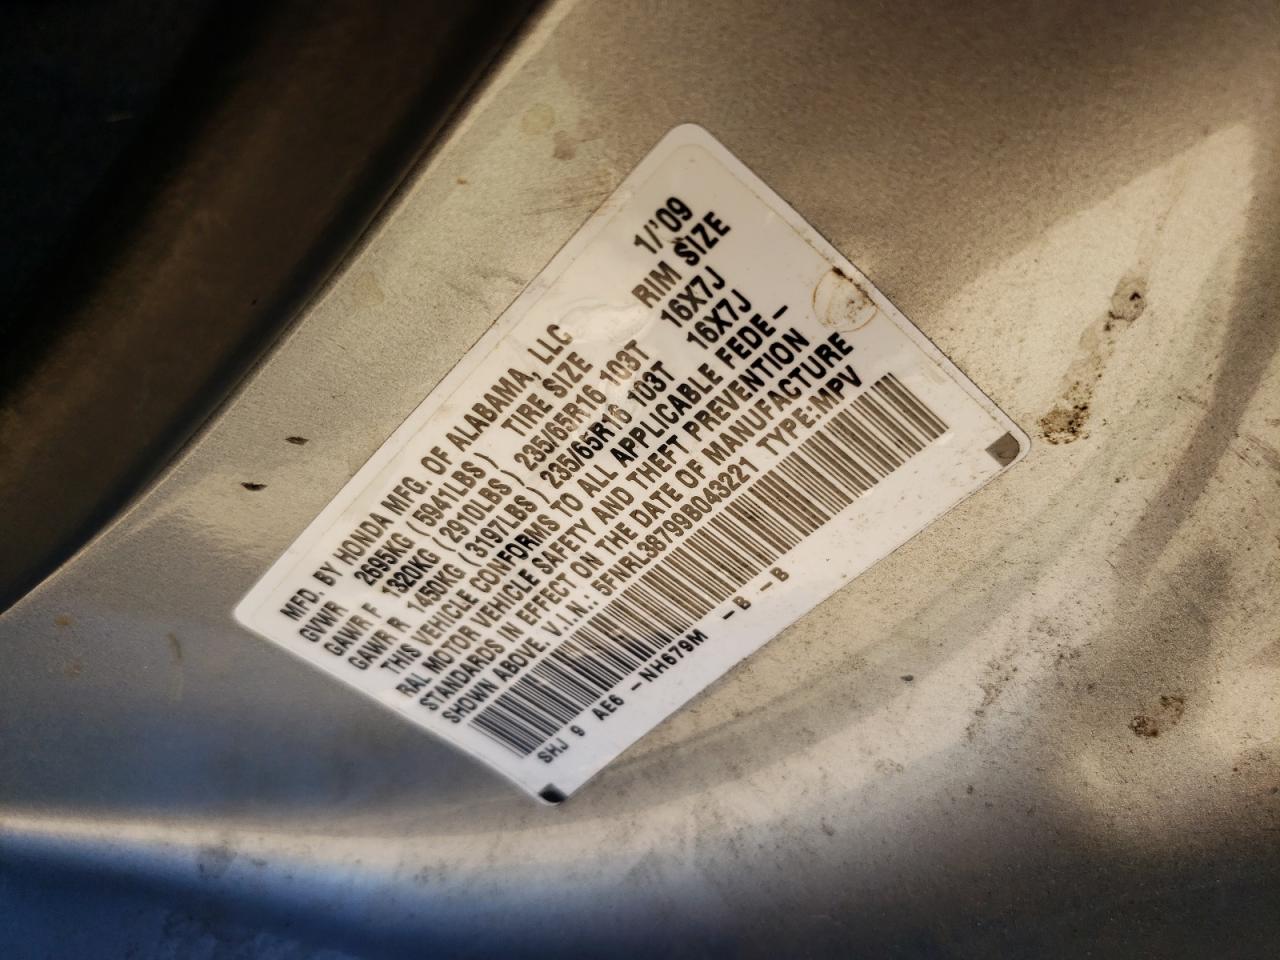 MFD. BY HONDA MFG. OF ALABAMA, LLC 1/'09
GVWR 2695KG (5941LBS) TIRE SIZE RIM SIZE
GAWR F 1320KG (2910LBS) 235/65R16 103T 16X7J
GAWR R 1450KG (3197LBS) 235/65R16 103T 16X7J
THIS VEHICLE CONFORMS TO ALL APPLICABLE FEDE-
RAL MOTOR VEHICLE SAFETY AND THEFT PREVENTION
STANDARDS IN EFFECT ON THE DATE OF MANUFACTURE
SHOWN ABOVE. V.I.N.: 5FNRL38799B043221 TYPE:MPV
SHJ 9 AE6 -NH679M -B -B